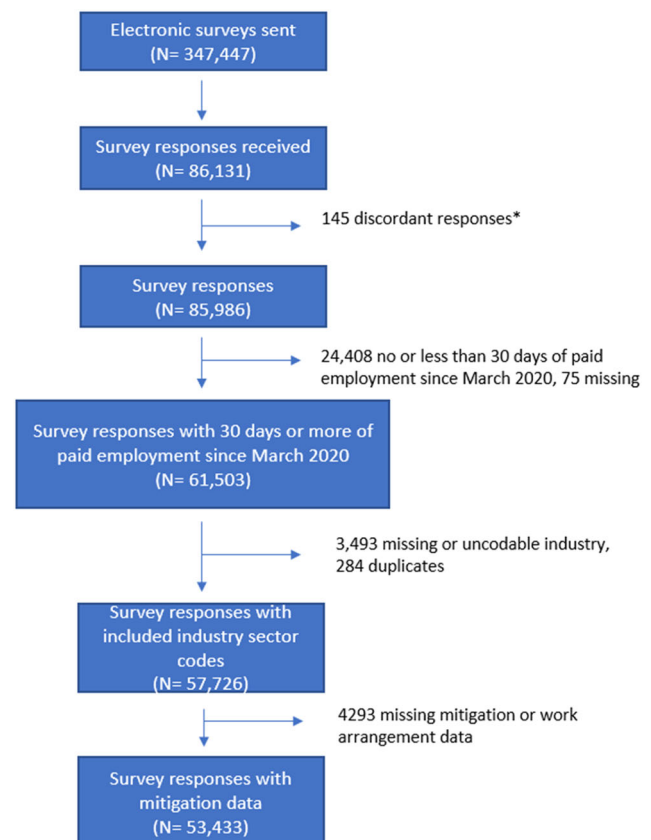 Electronic surveys sent
(N= 347,447)
Survey responses received
(N= 86,131)
145 discordant responses*
Survey responses
(N= 85,986)
24,408 no or less than 30 days of paid
employment since March 2020, 75 missing
Survey responses with 30 days or more of
paid employment since March 2020
(N= 61,503)
3,493 missing or uncodable industry,
284 duplicates
Survey responses with
included industry sector
codes
(N= 57,726)
4293 missing mitigation or work
arrangement data
Survey responses with
mitigation data
(N= 53,433)